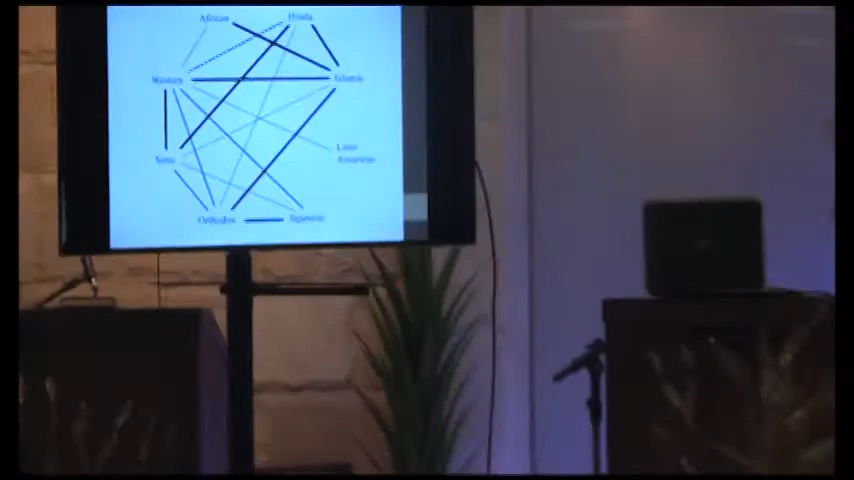 African
Hindu
Western
Islamic
Latin
American
Sinic
Orthodox
Japanese